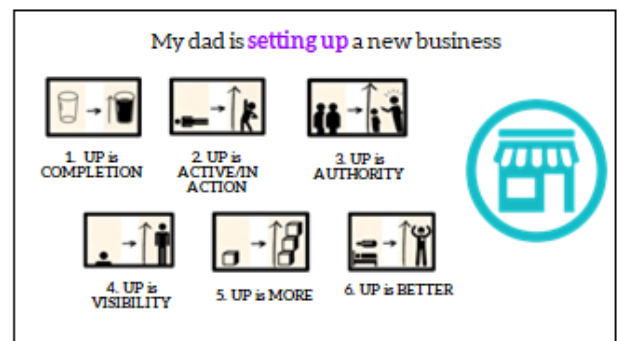 My dad is setting up a new business
1. UP is
COMPLETION
2. UP is
ACTIVE/IN
ACTION
3. UP is
AUTHORITY
4. UP is
VISIBILITY
5. UP is MORE
6. UP is BETTER